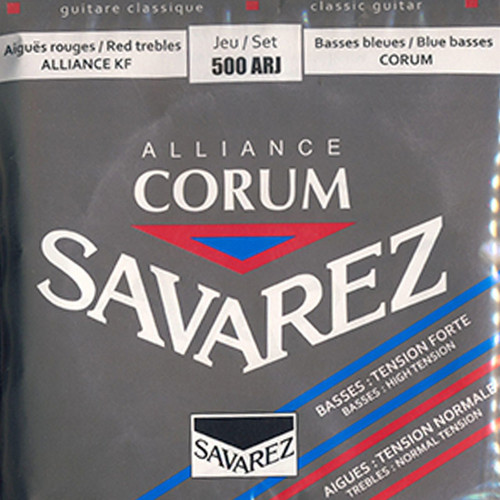 guitare classique
classic guitar
Aiguës rouges / Red trebles
ALLIANCE KF
Jeu / Set
500 ARJ
Basses bleues / Blue basses
CORUM
ALLIANCE
CORUM
SAVAREZ
BASSES : TENSION FORTE
BASSES : HIGH TENSION
AIGUES : TENSION NORMALE
TREBLES : NORMAL TENSION
SAVAREZ